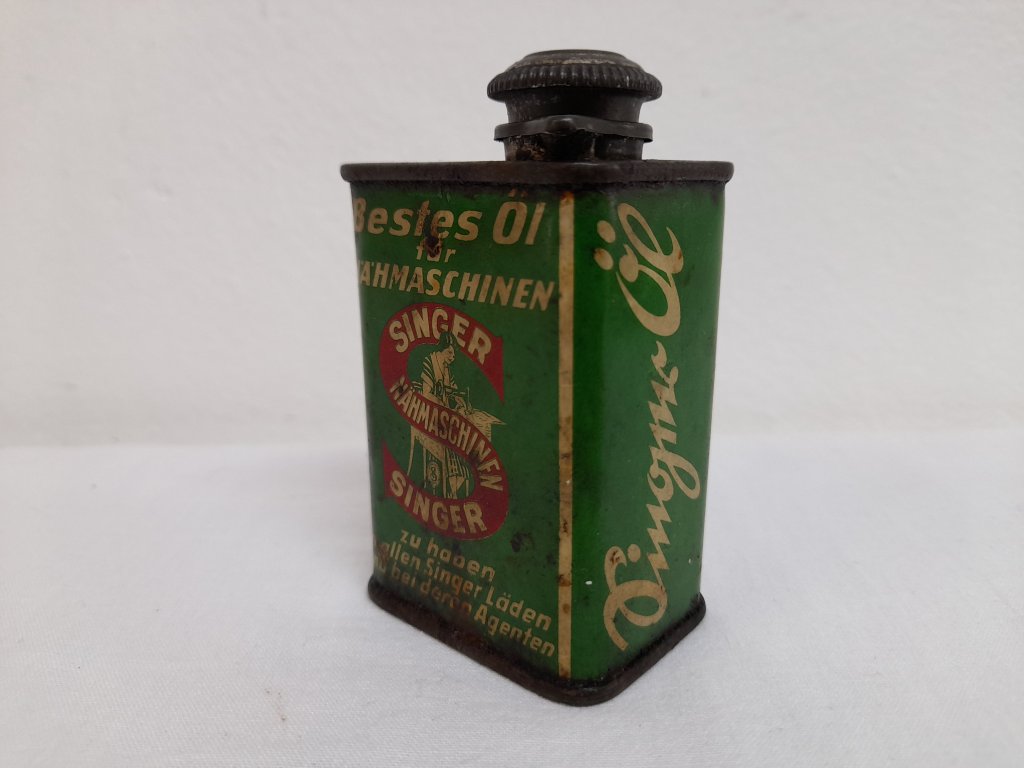 Bestes Öl
für
NÄHMASCHINEN
SINGER
NÄHMASCHINEN
SINGER
zu haben
allen Singer Läden
bei deren Agenten
Singer Öl